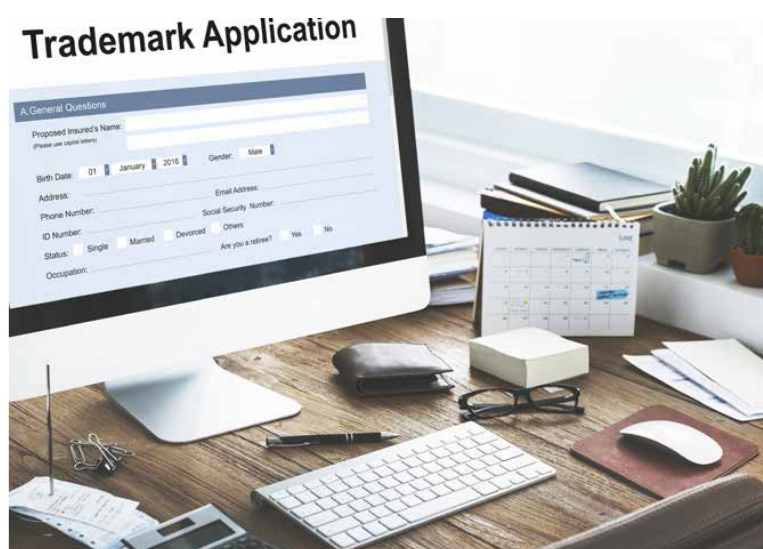 Trademark Application
A.General Questions
Proposed Insured's Name:
(Please use capital letters)
Birth Date: 01 January 2016 Gender: Male
Address:
Phone Number: Email Address:
ID Number: Social Security Number:
Status: Single Married Devorced Others
Occupation: Are you a retiree? Yes No
JUNE